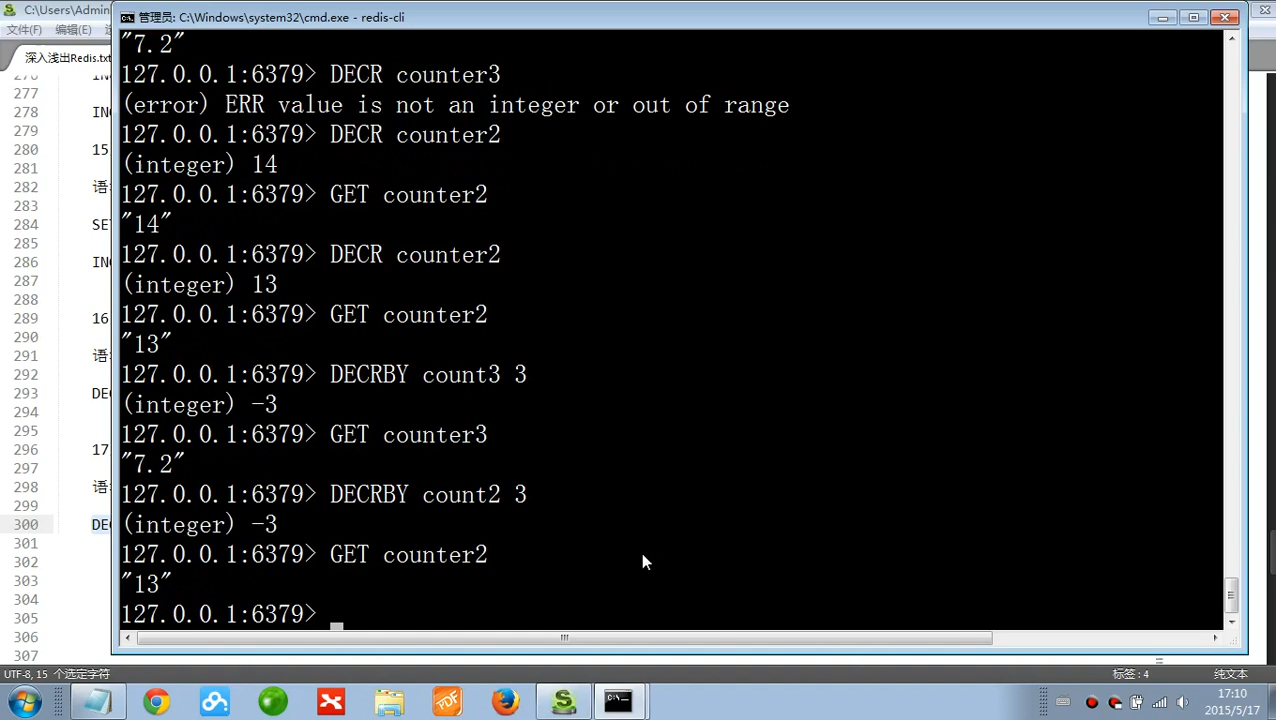 C:\Users\Admin
管理员: C:\Windows\system32\cmd.exe - redis-cli
文件(F) 编辑(E)
深入浅出Redis.txt
"7.2"
127.0.0.1:6379> DECR counter3
(error) ERR value is not an integer or out of range
127.0.0.1:6379> DECR counter2
(integer) 14
127.0.0.1:6379> GET counter2
"14"
127.0.0.1:6379> DECR counter2
(integer) 13
127.0.0.1:6379> GET counter2
"13"
127.0.0.1:6379> DECRBY count3 3
(integer) -3
127.0.0.1:6379> GET counter3
"7.2"
127.0.0.1:6379> DECRBY count2 3
(integer) -3
127.0.0.1:6379> GET counter2
"13"
127.0.0.1:6379>
276
277
278 INC
279
280 15
281
282 语
283
284 SET
285
286 INC
287
288
289 16
290
291 语
292
293 DEC
294
295
296 17
297
298 语
299
300 DEC
301
302
303
304
305
306
307
UTF-8, 15 个选定字符
标签: 4
纯文本
17:10
2015/5/17